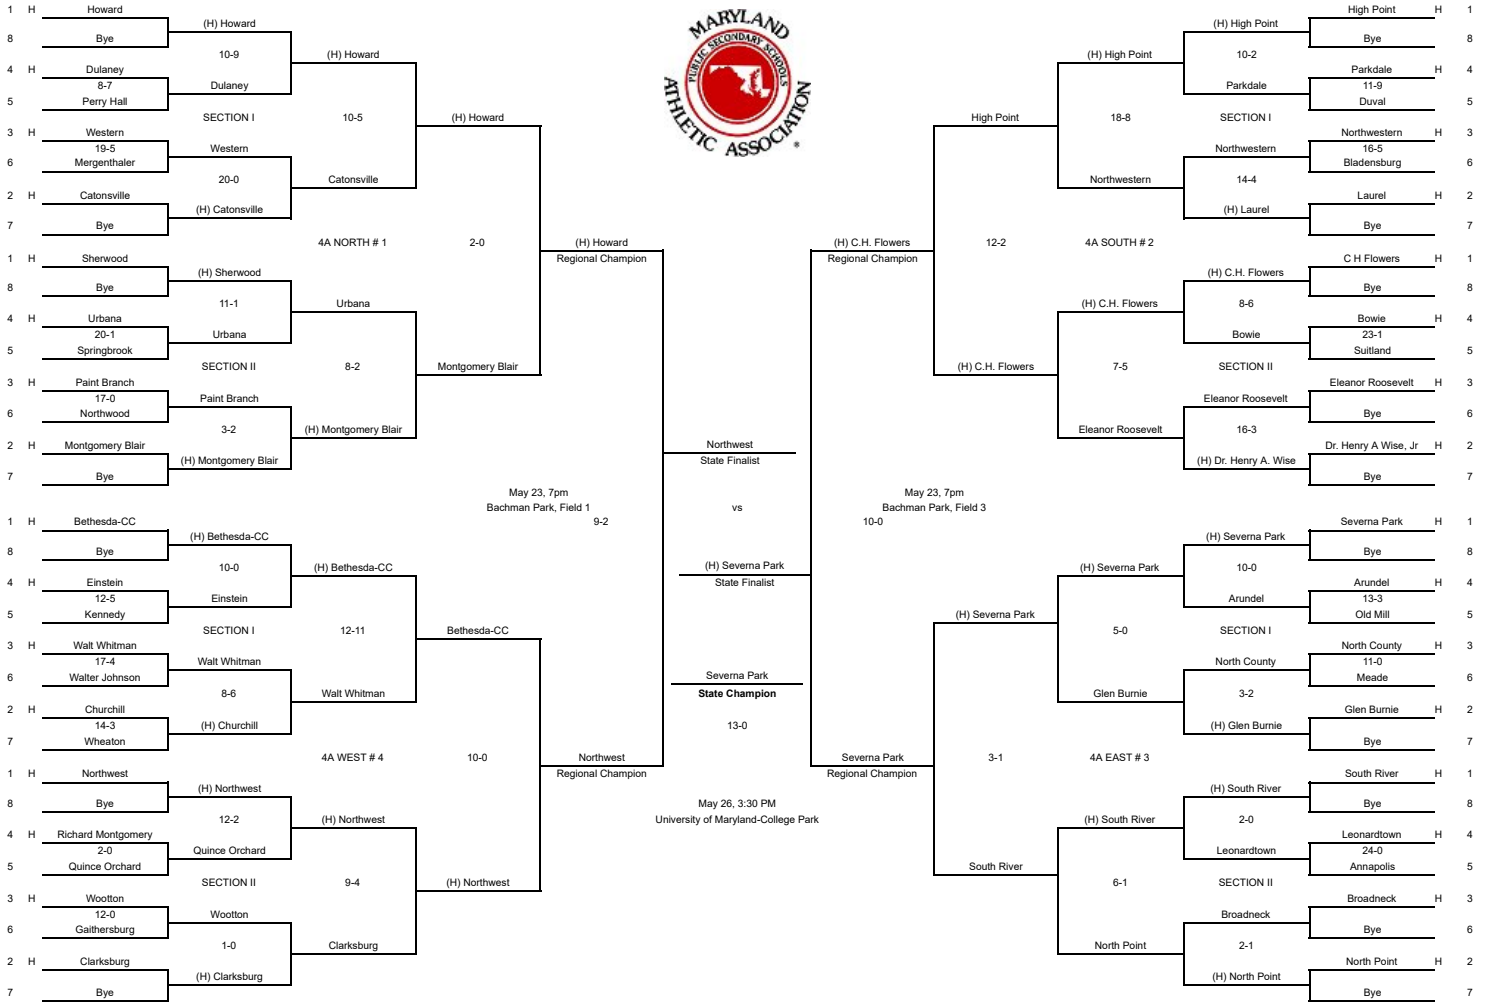 1 H Howard
(H) Howard
8 Bye
10-9
(H) Howard
4 H Dulaney
8-7
Dulaney
5 Perry Hall
SECTION I
10-5
(H) Howard
3 H Western
19-5
Western
6 Mergenthaler
20-0
Catonsville
2 H Catonsville
(H) Catonsville
7 Bye
4A NORTH # 1
2-0
(H) Howard
Regional Champion
1 H Sherwood
(H) Sherwood
8 Bye
11-1
Urbana
4 H Urbana
20-1
Urbana
5 Springbrook
SECTION II
8-2
Montgomery Blair
3 H Paint Branch
17-0
Paint Branch
6 Northwood
3-2
(H) Montgomery Blair
2 H Montgomery Blair
(H) Montgomery Blair
7 Bye
May 23, 7pm
Bachman Park, Field 1
9-2
1 H Bethesda-CC
(H) Bethesda-CC
8 Bye
10-0
(H) Bethesda-CC
4 H Einstein
12-5
Einstein
5 Kennedy
SECTION I
12-11
Bethesda-CC
3 H Walt Whitman
17-4
Walt Whitman
6 Walter Johnson
8-6
Walt Whitman
2 H Churchill
14-3
(H) Churchill
7 Wheaton
4A WEST # 4
10-0
Northwest
Regional Champion
1 H Northwest
(H) Northwest
8 Bye
12-2
(H) Northwest
4 H Richard Montgomery
2-0
Quince Orchard
5 Quince Orchard
SECTION II
9-4
(H) Northwest
3 H Wootton
12-0
Wootton
6 Gaithersburg
1-0
Clarksburg
2 H Clarksburg
(H) Clarksburg
7 Bye
MARYLAND
PUBLIC SECONDARY SCHOOLS
ATHLETIC ASSOCIATION
®
Northwest
State Finalist
vs
(H) Severna Park
State Finalist
Severna Park
State Champion
13-0
May 26, 3:30 PM
University of Maryland-College Park
High Point H 1
(H) High Point
Bye 8
10-2
(H) High Point
Parkdale H 4
11-9
Parkdale
Duval 5
SECTION I
18-8
High Point
Northwestern H 3
16-5
Northwestern
Bladensburg 6
14-4
Northwestern
Laurel H 2
(H) Laurel
Bye 7
4A SOUTH # 2
12-2
(H) C.H. Flowers
Regional Champion
C H Flowers H 1
(H) C.H. Flowers
Bye 8
8-6
(H) C.H. Flowers
Bowie H 4
23-1
Bowie
Suitland 5
SECTION II
7-5
(H) C.H. Flowers
Eleanor Roosevelt H 3
Eleanor Roosevelt
Bye 6
16-3
Eleanor Roosevelt
Dr. Henry A Wise, Jr H 2
(H) Dr. Henry A. Wise
Bye 7
May 23, 7pm
Bachman Park, Field 3
10-0
Severna Park H 1
(H) Severna Park
Bye 8
10-0
(H) Severna Park
Arundel H 4
13-3
Arundel
Old Mill 5
SECTION I
5-0
(H) Severna Park
North County H 3
11-0
North County
Meade 6
3-2
Glen Burnie
Glen Burnie H 2
(H) Glen Burnie
Bye 7
4A EAST # 3
3-1
Severna Park
Regional Champion
South River H 1
(H) South River
Bye 8
2-0
(H) South River
Leonardtown H 4
24-0
Leonardtown
Annapolis 5
SECTION II
6-1
South River
Broadneck H 3
Broadneck
Bye 6
2-1
North Point
North Point H 2
(H) North Point
Bye 7